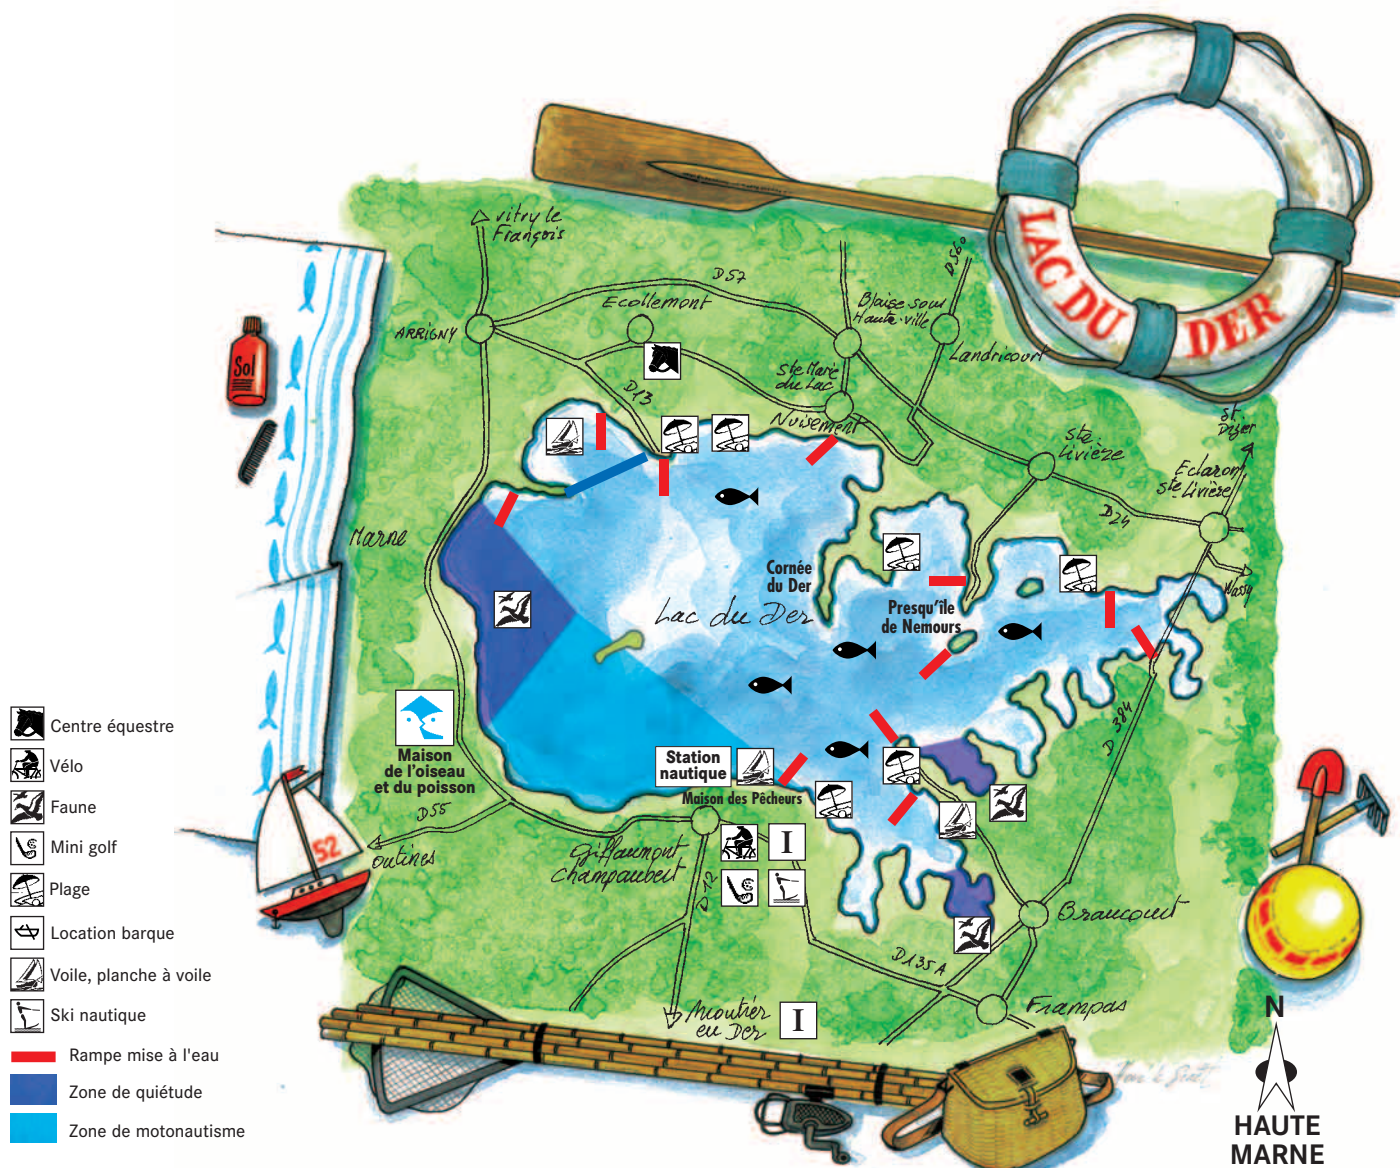 LAC DU DER
vitry le
François
D57
D560
Ecollement
Blaise sous
Haute-ville
ARRIGNY
Landricourt
Sol
Ste Marie
du Lac
D13
Nuisement
St.
Dizier
Ste.
Livière
Eclaron
Ste Livière
D24
Marne
Wassy
Cornée
du Der
Presqu'île
de Nemours
Lac du Der
D 384
Maison
de l'oiseau
et du poisson
Station
nautique
Maison des Pêcheurs
D55
Outines
Giffaumont
Champaubert
I
D12
Braucourt
D135A
Frampas
Moutier
en Der
I
52
Centre équestre
Vélo
Faune
Mini golf
Plage
Location barque
Voile, planche à voile
Ski nautique
Rampe mise à l'eau
Zone de quiétude
Zone de motonautisme
N
HAUTE
MARNE